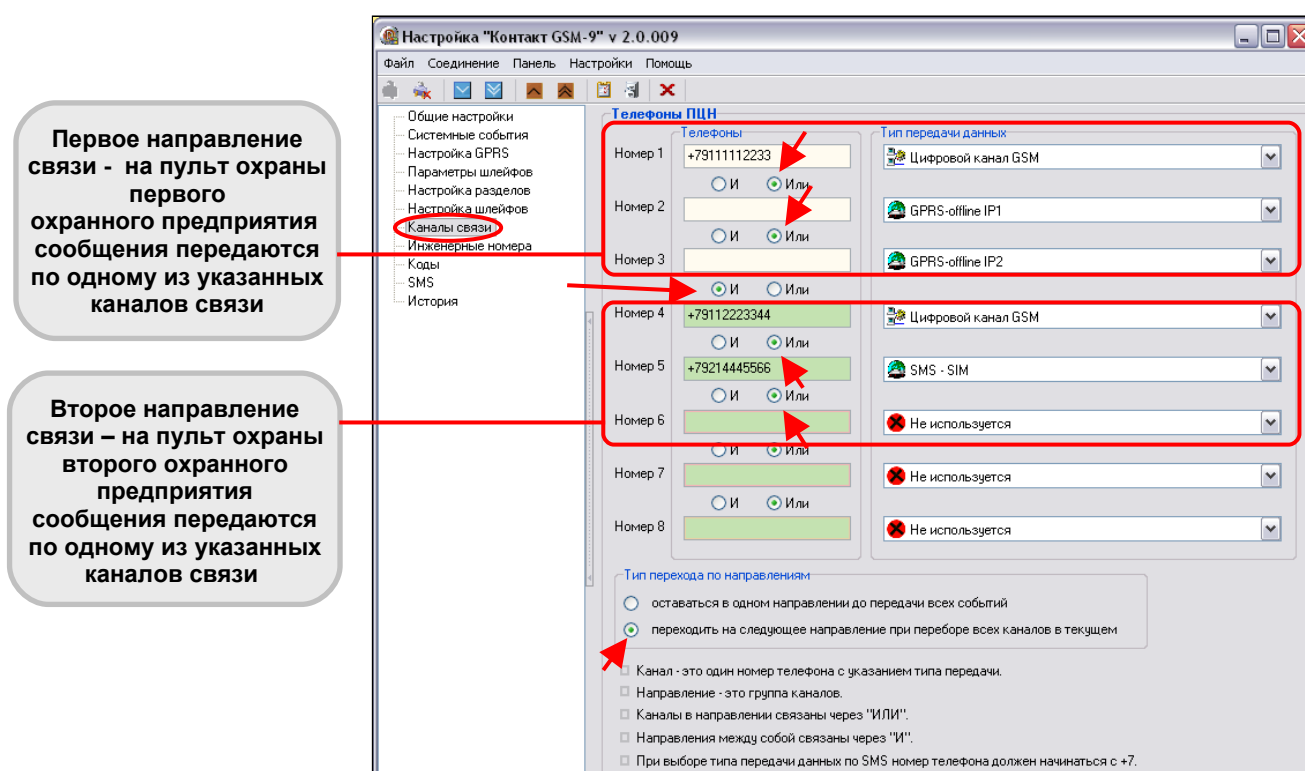 Настройка "Контакт GSM-9" v 2.0.009
Файл Соединение Панель Настройки Помощь
Первое направление
связи - на пульт охраны
первого
охранного предприятия
сообщения передаются
по одному из указанных
каналов связи
Второе направление
связи – на пульт охраны
второго охранного
предприятия
сообщения передаются
по одному из указанных
каналов связи
Общие настройки
Системные события
Настройка GPRS
Параметры шлейфов
Настройка разделов
Настройка шлейфов
Каналы связи
Инженерные номера
Коды
SMS
История
Телефоны ПЦН
Телефоны Тип передачи данных
Номер 1 +79111112233 Цифровой канал GSM
И Или
Номер 2 GPRS-offline IP1
И Или
Номер 3 GPRS-offline IP2
И Или
Номер 4 +79112223344 Цифровой канал GSM
И Или
Номер 5 +79214445566 SMS - SIM
И Или
Номер 6 Не используется
И Или
Номер 7 Не используется
И Или
Номер 8 Не используется
Тип перехода по направлениям
оставаться в одном направлении до передачи всех событий
переходить на следующее направление при переборе всех каналов в текущем
Канал - это один номер телефона с указанием типа передачи.
Направление - это группа каналов.
Каналы в направлении связаны через "ИЛИ".
Направления между собой связаны через "И".
При выборе типа передачи данных по SMS номер телефона должен начинаться с +7.